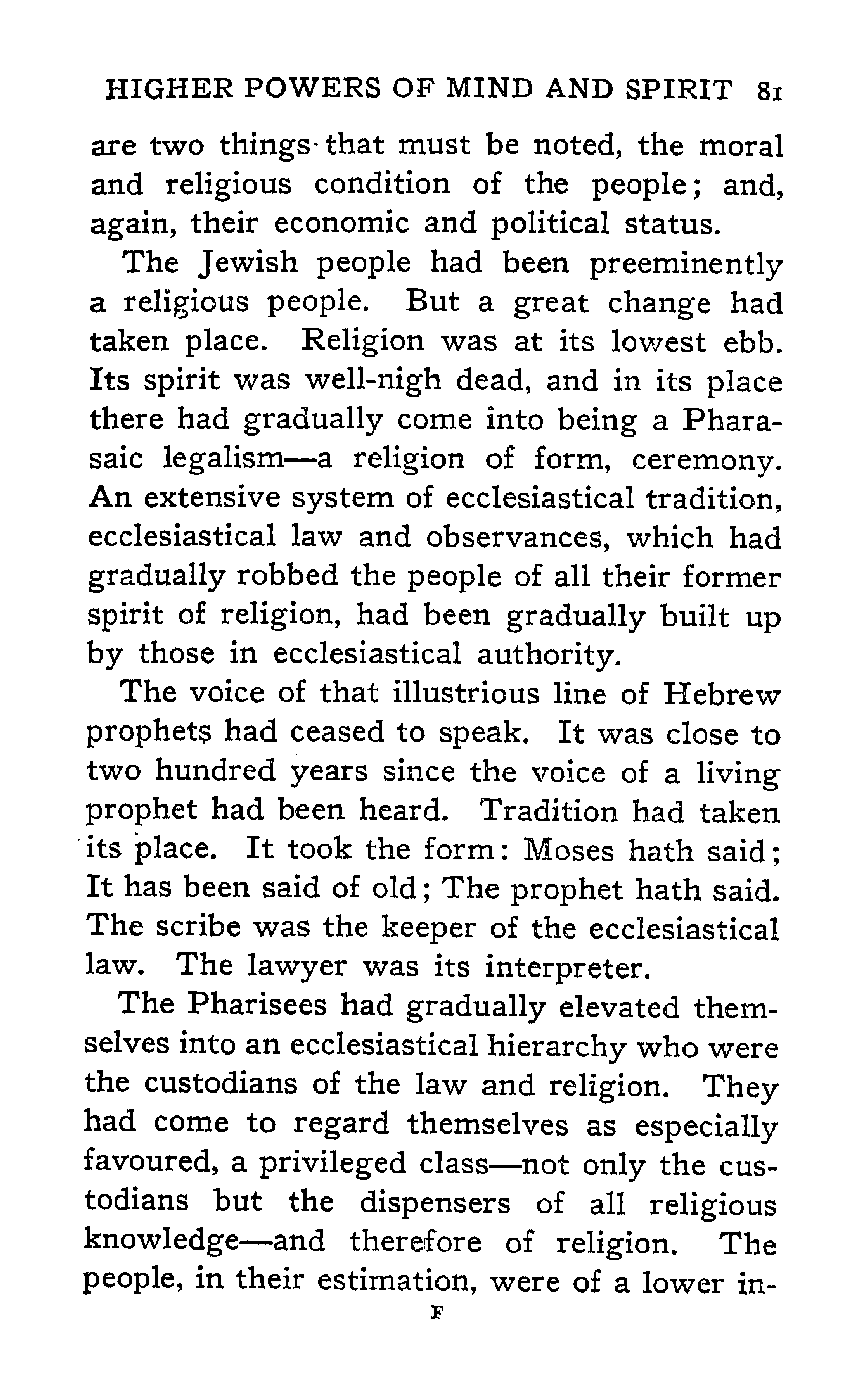 HIGHER POWERS OF MIND AND SPIRIT 81
are two things that must be noted, the moral
and religious condition of the people; and,
again, their economic and political status.
The Jewish people had been preeminently
a religious people. But a great change had
taken place. Religion was at its lowest ebb.
Its spirit was well-nigh dead, and in its place
there had gradually come into being a Phara-
saic legalism—a religion of form, ceremony.
An extensive system of ecclesiastical tradition,
ecclesiastical law and observances, which had
gradually robbed the people of all their former
spirit of religion, had been gradually built up
by those in ecclesiastical authority.
The voice of that illustrious line of Hebrew
prophets had ceased to speak. It was close to
two hundred years since the voice of a living
prophet had been heard. Tradition had taken
its place. It took the form: Moses hath said;
It has been said of old; The prophet hath said.
The scribe was the keeper of the ecclesiastical
law. The lawyer was its interpreter.
The Pharisees had gradually elevated them-
selves into an ecclesiastical hierarchy who were
the custodians of the law and religion. They
had come to regard themselves as especially
favoured, a privileged class—not only the cus-
todians but the dispensers of all religious
knowledge—and therefore of religion. The
people, in their estimation, were of a lower in-
F